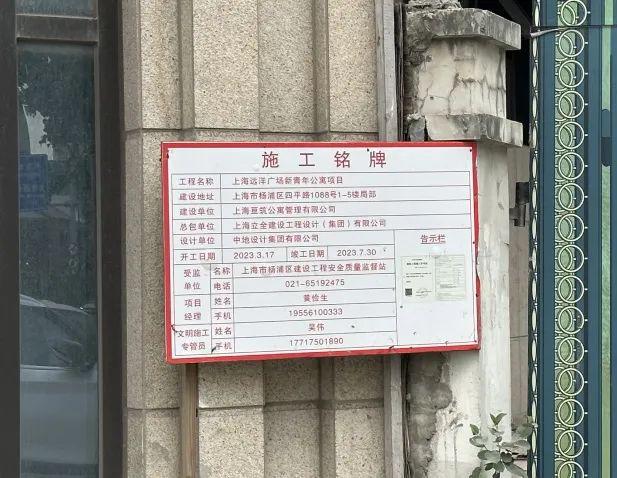 施工铭牌
工程名称 上海远洋广场新青年公寓项目
建设地址 上海市杨浦区四平路1088号1-5楼局部
建设单位 上海亘筑公寓管理有限公司
总包单位 上海立全建设工程设计（集团）有限公司
设计单位 中地设计集团有限公司
告示栏
开工日期 2023.3.17 竣工日期 2023.7.30
受监单位 名称 上海市杨浦区建设工程安全质量监督站
电话 021-65192475
项目经理 姓名 黄俭生
手机 19556100333
文明施工专管员 姓名 吴伟
手机 17717501890